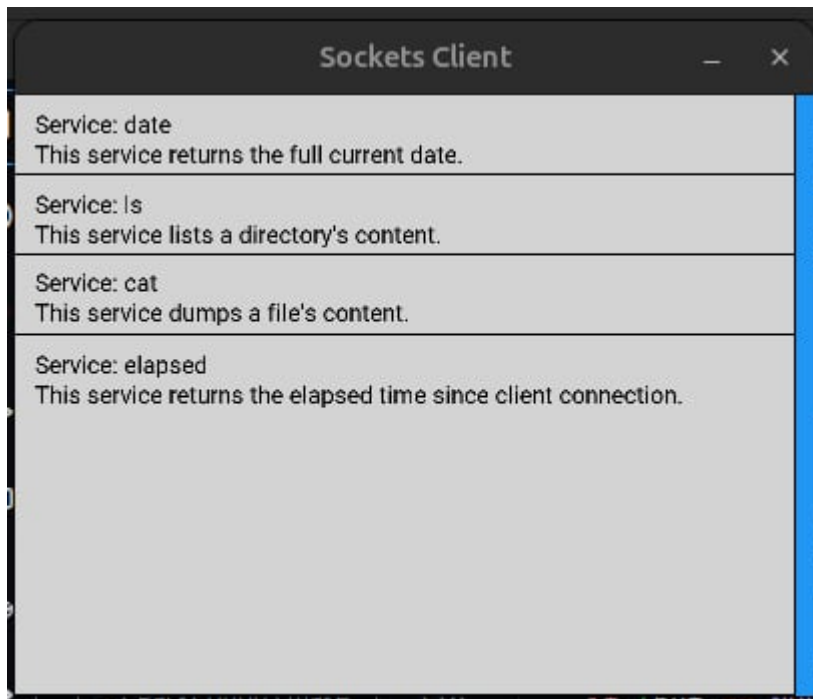 Sockets Client
Service: date
This service returns the full current date.
Service: ls
This service lists a directory's content.
Service: cat
This service dumps a file's content.
Service: elapsed
This service returns the elapsed time since client connection.